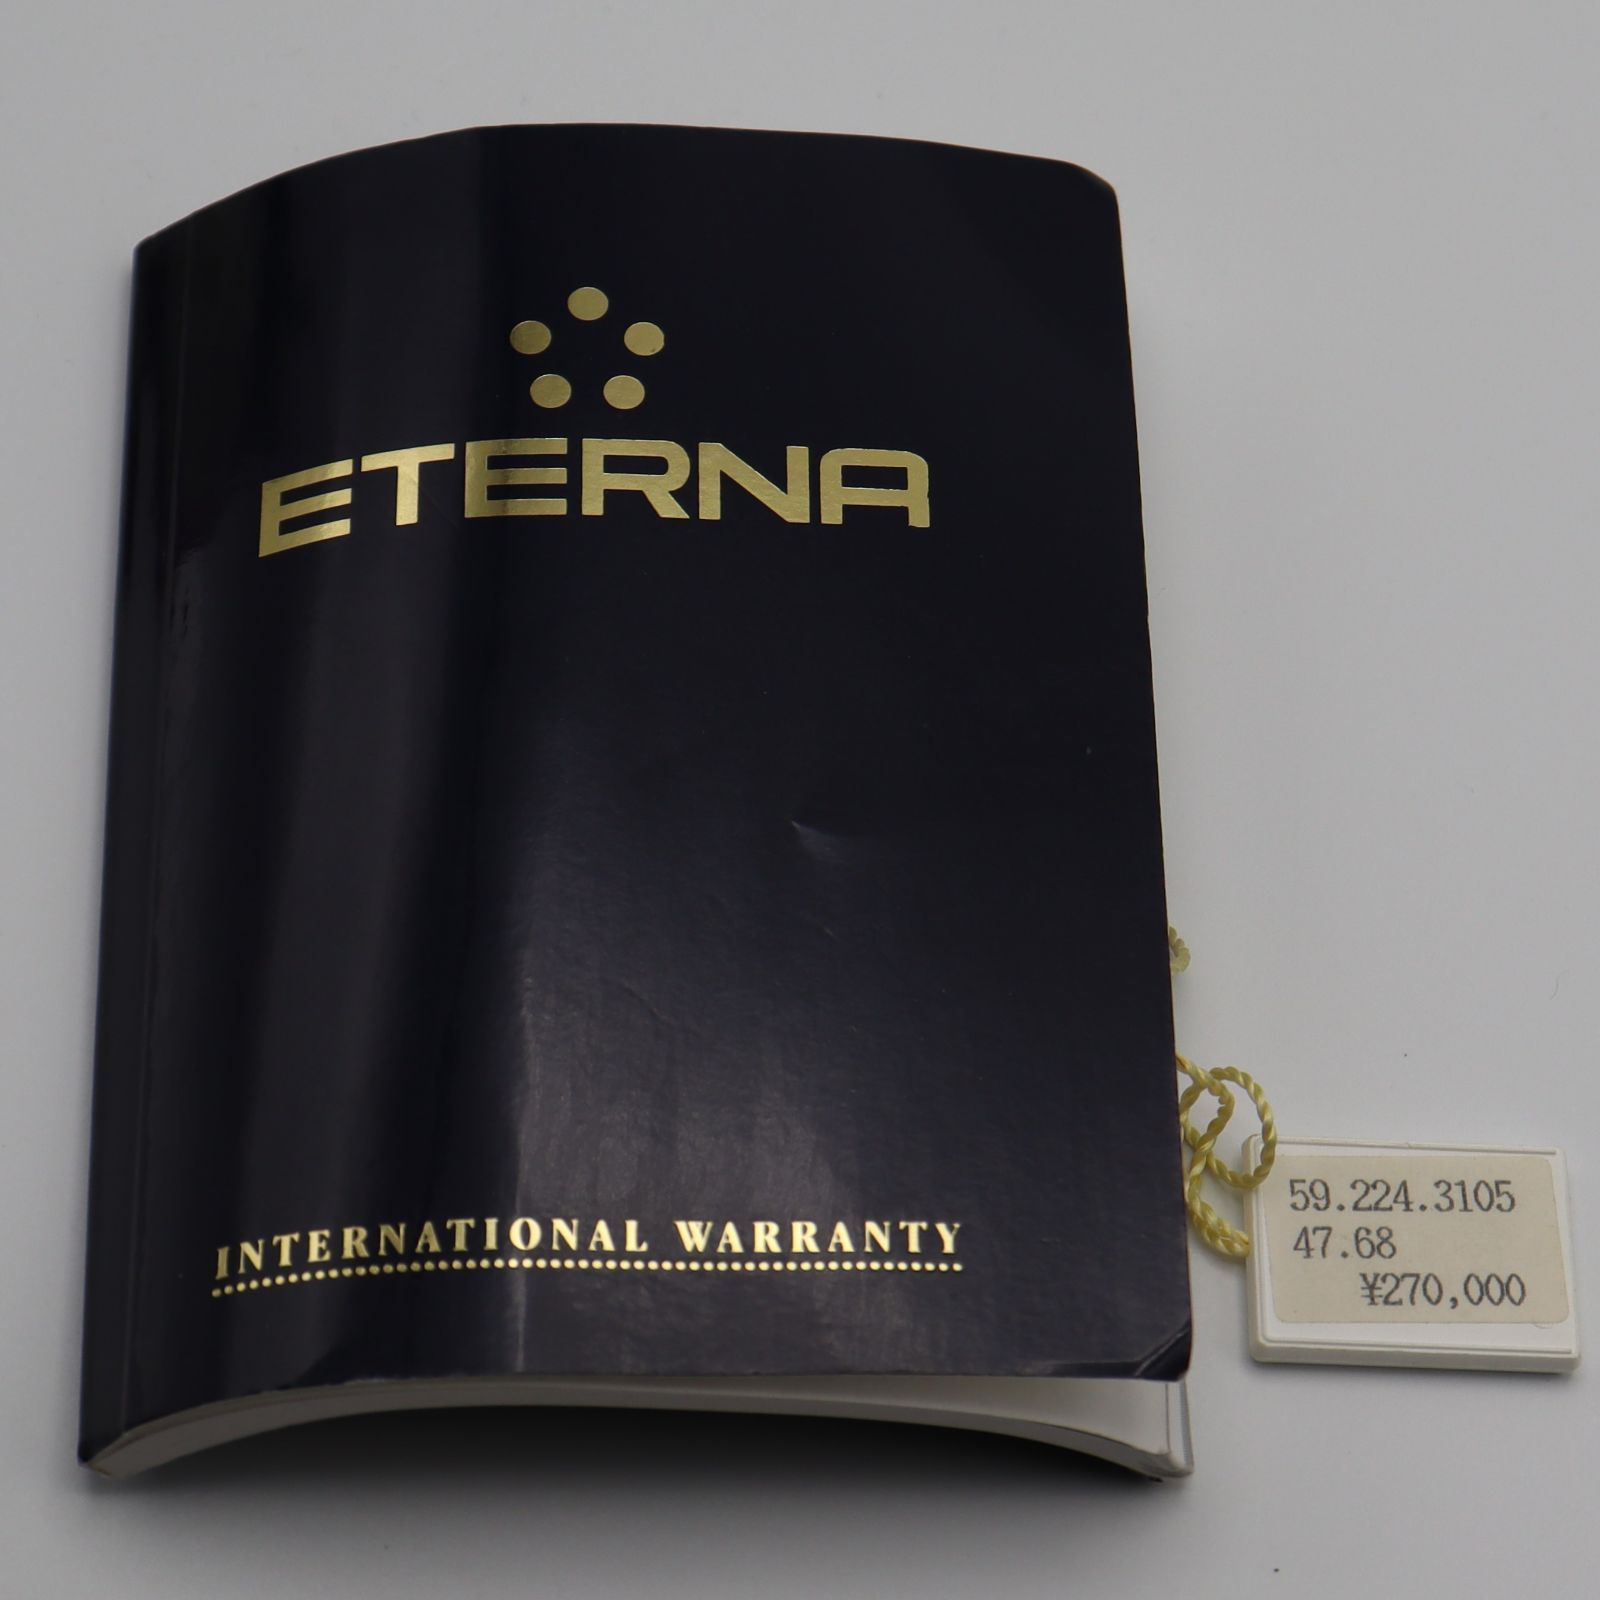 ETERNA
INTERNATIONAL WARRANTY
59.224.3105
47.68
¥270,000